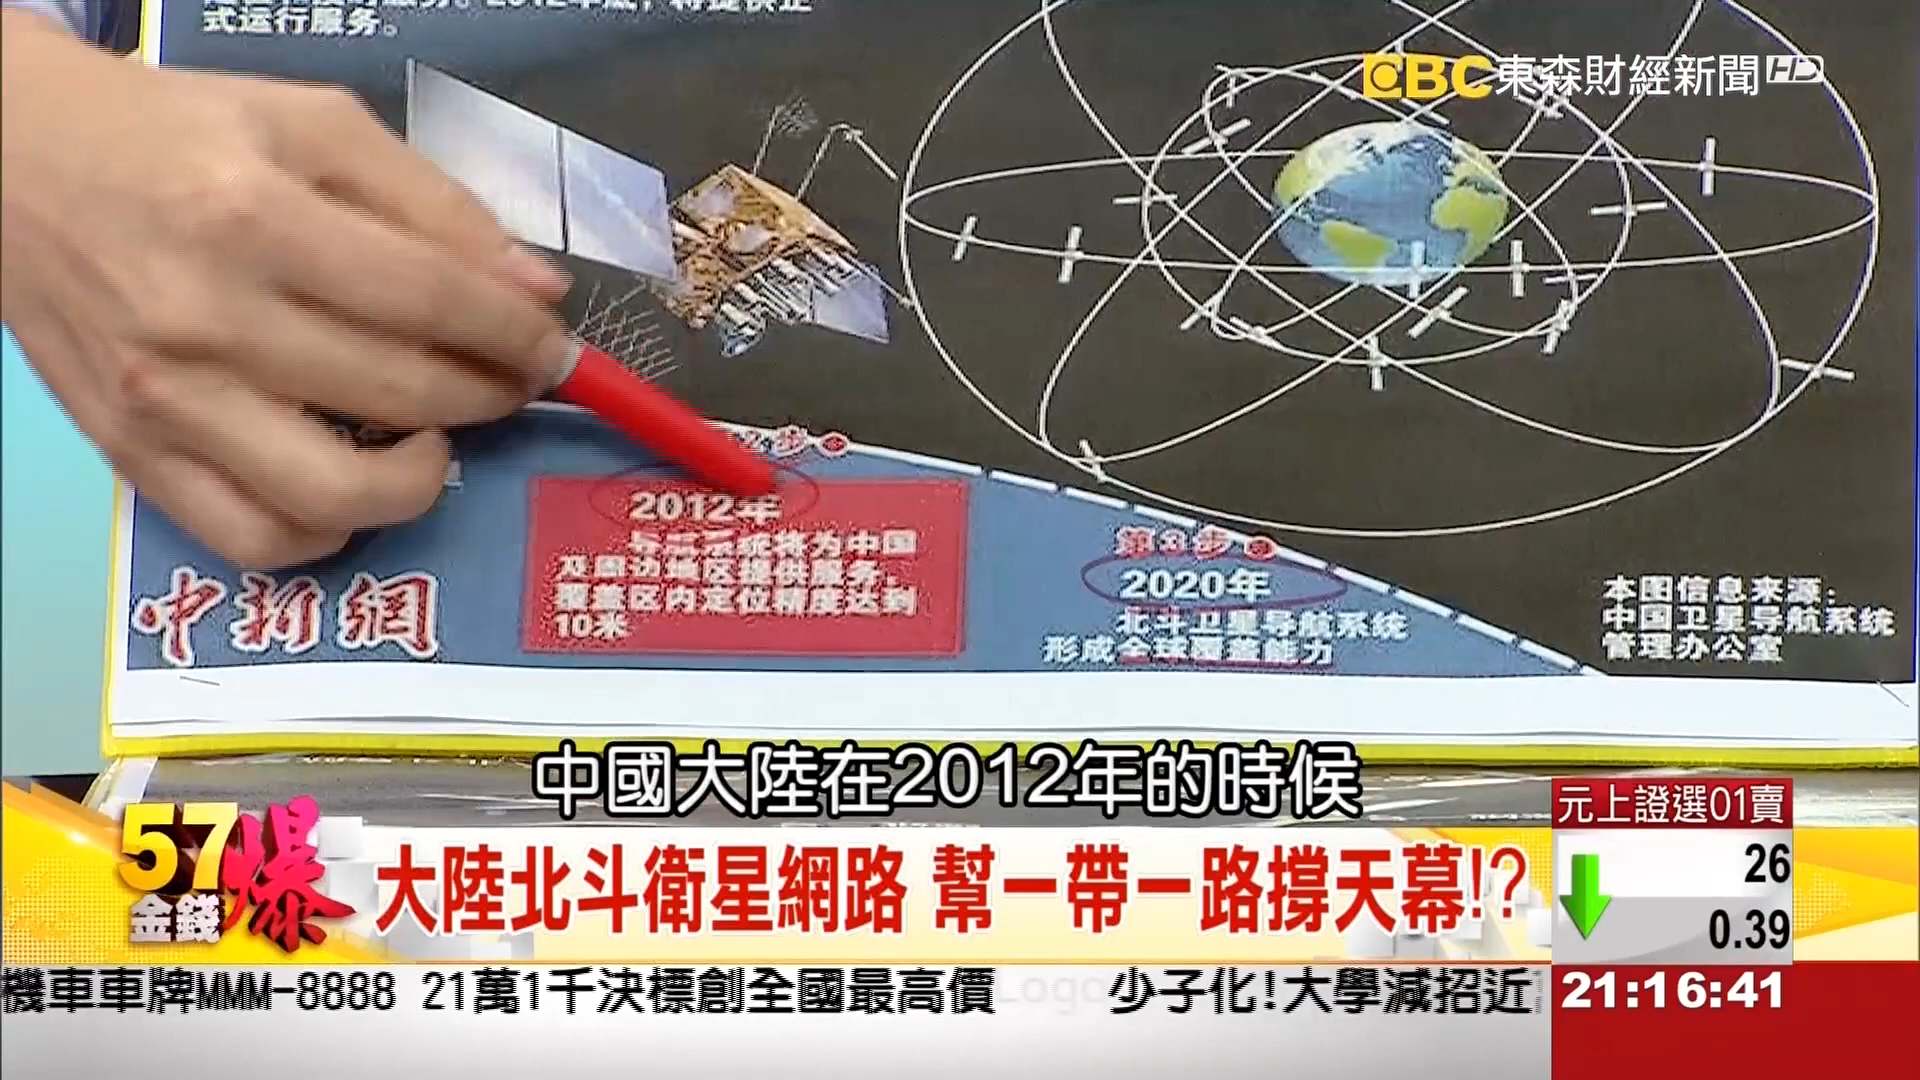 式运行服务。
EBC東森財經新聞HD
2步
2012年
统将为中国
及周边地区提供服务，
覆盖区内定位精度达到
10米
第3步
2020年
北斗卫星导航系统
形成全球覆盖能力
本图信息来源：
中国卫星导航系统
管理办公室
中新網
中國大陸在2012年的時候
57
金錢爆
大陸北斗衛星網路 幫一帶一路撐天幕!?
元上證選01賣
26
0.39
機車車牌MMM-8888 21萬1千決標創全國最高價 少子化!大學減招近
21:16:41